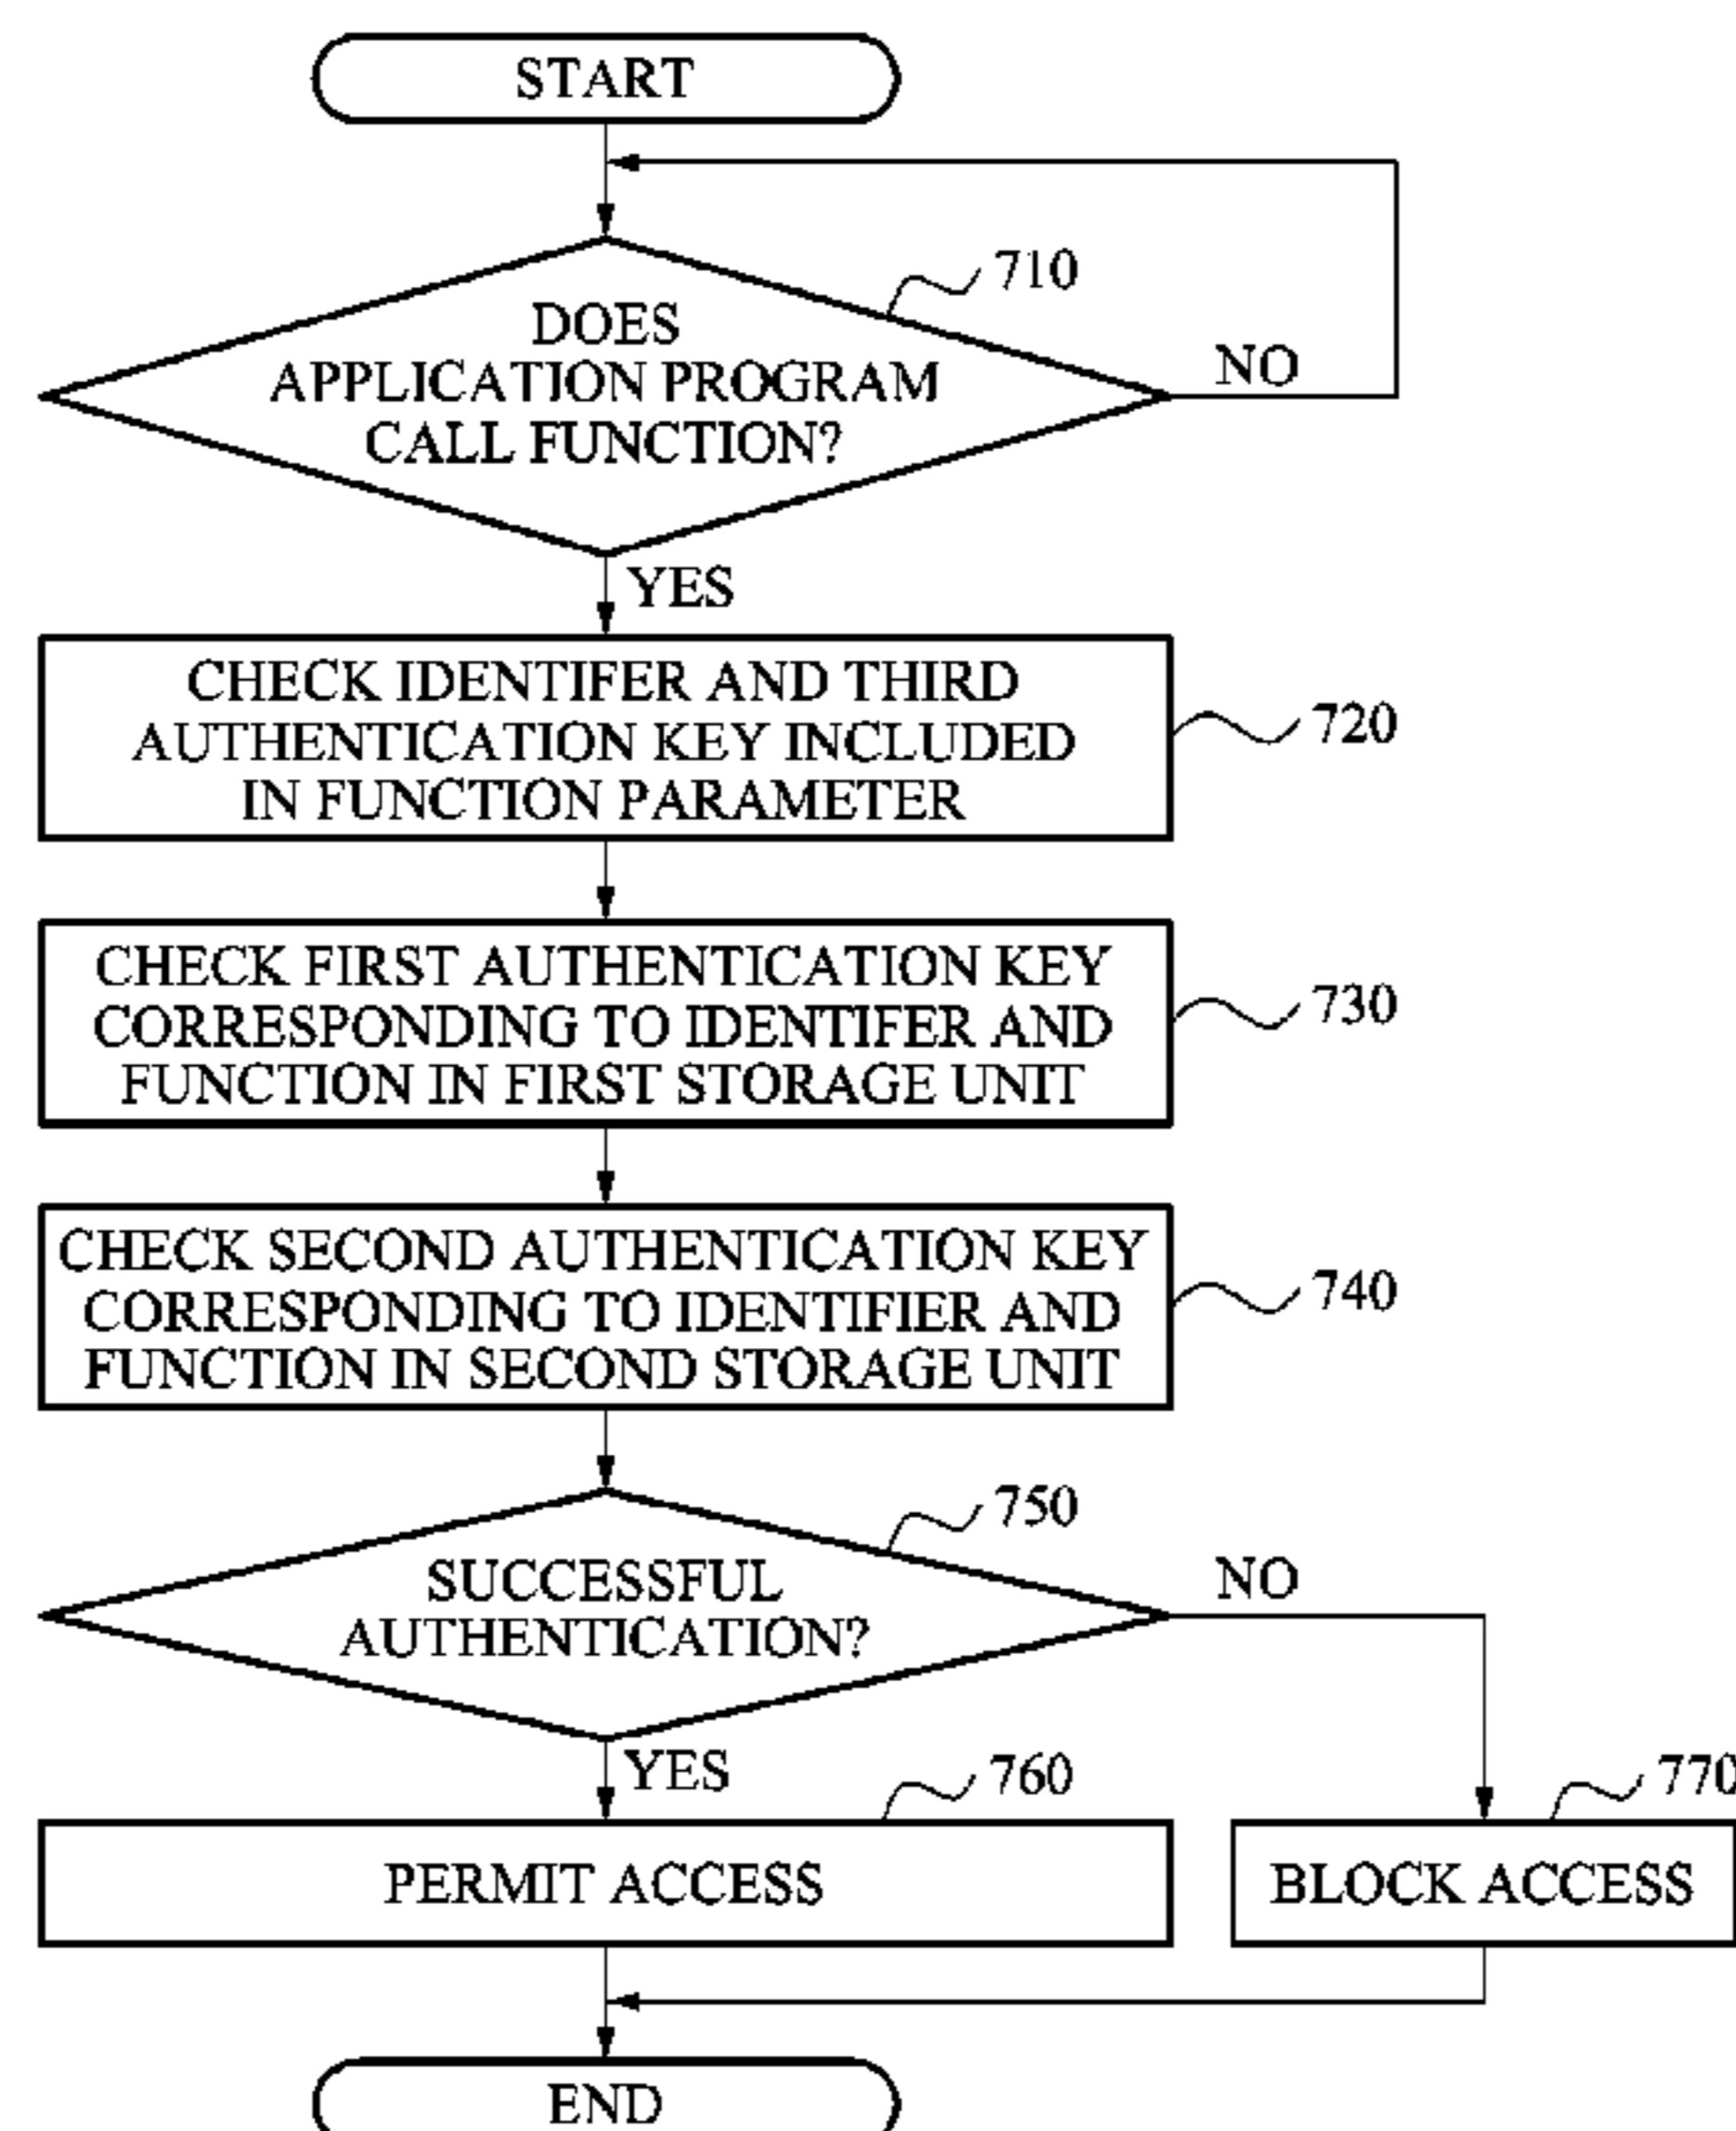 START
710
DOES
APPLICATION PROGRAM
CALL FUNCTION?
NO
YES
CHECK IDENTIFER AND THIRD
AUTHENTICATION KEY INCLUDED
IN FUNCTION PARAMETER
720
CHECK FIRST AUTHENTICATION KEY
CORRESPONDING TO IDENTIFER AND
FUNCTION IN FIRST STORAGE UNIT
730
CHECK SECOND AUTHENTICATION KEY
CORRESPONDING TO IDENTIFIER AND
FUNCTION IN SECOND STORAGE UNIT
740
750
SUCCESSFUL
AUTHENTICATION?
NO
YES
760
770
PERMIT ACCESS
BLOCK ACCESS
END